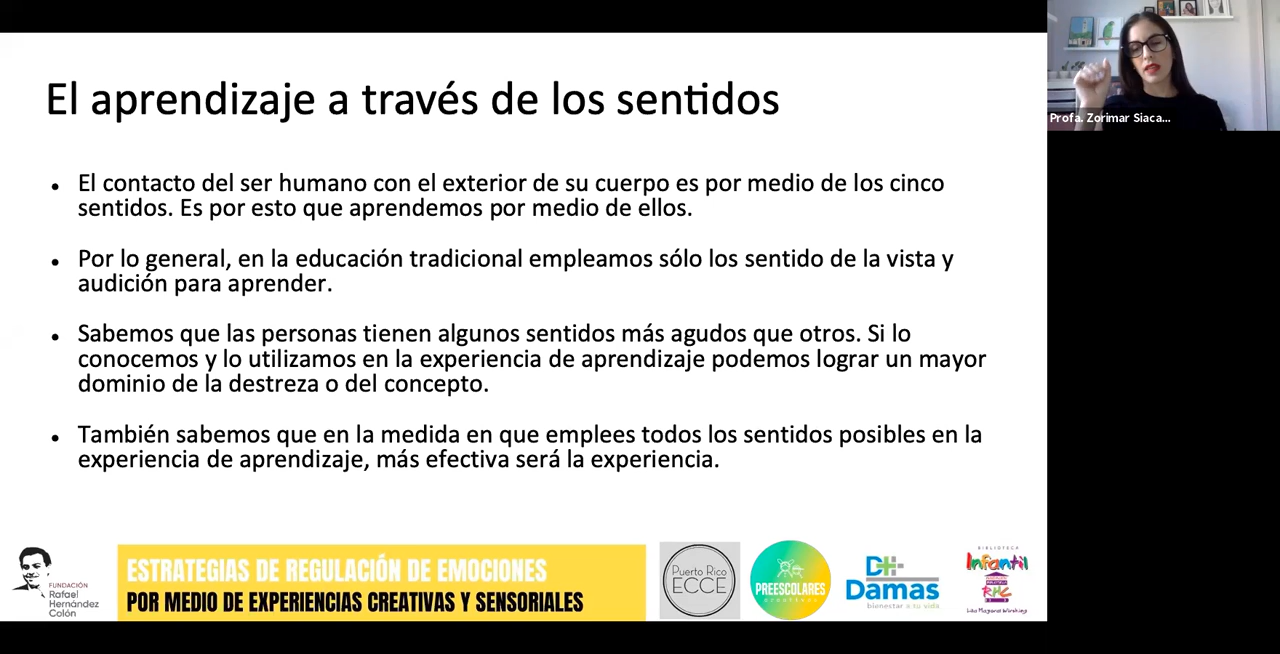 El aprendizaje a través de los sentidos
El contacto del ser humano con el exterior de su cuerpo es por medio de los cinco
sentidos. Es por esto que aprendemos por medio de ellos.
Por lo general, en la educación tradicional empleamos sólo los sentido de la vista y
audición para aprender.
Sabemos que las personas tienen algunos sentidos más agudos que otros. Si lo
conocemos y lo utilizamos en la experiencia de aprendizaje podemos lograr un mayor
dominio de la destreza o del concepto.
También sabemos que en la medida en que emplees todos los sentidos posibles en la
experiencia de aprendizaje, más efectiva será la experiencia.
Profa. Zorimar Siaca...
FUNDACIÓN
Rafael
Hernández
Colón
ESTRATEGIAS DE REGULACIÓN DE EMOCIONES
POR MEDIO DE EXPERIENCIAS CREATIVAS Y SENSORIALES
Puerto Rico
ECCE
PREESCOLARES
creativos
Damas
bienestar a tu vida
BIBLIOTECA
Infantil
RHC
Lila Mayoral Wirshing